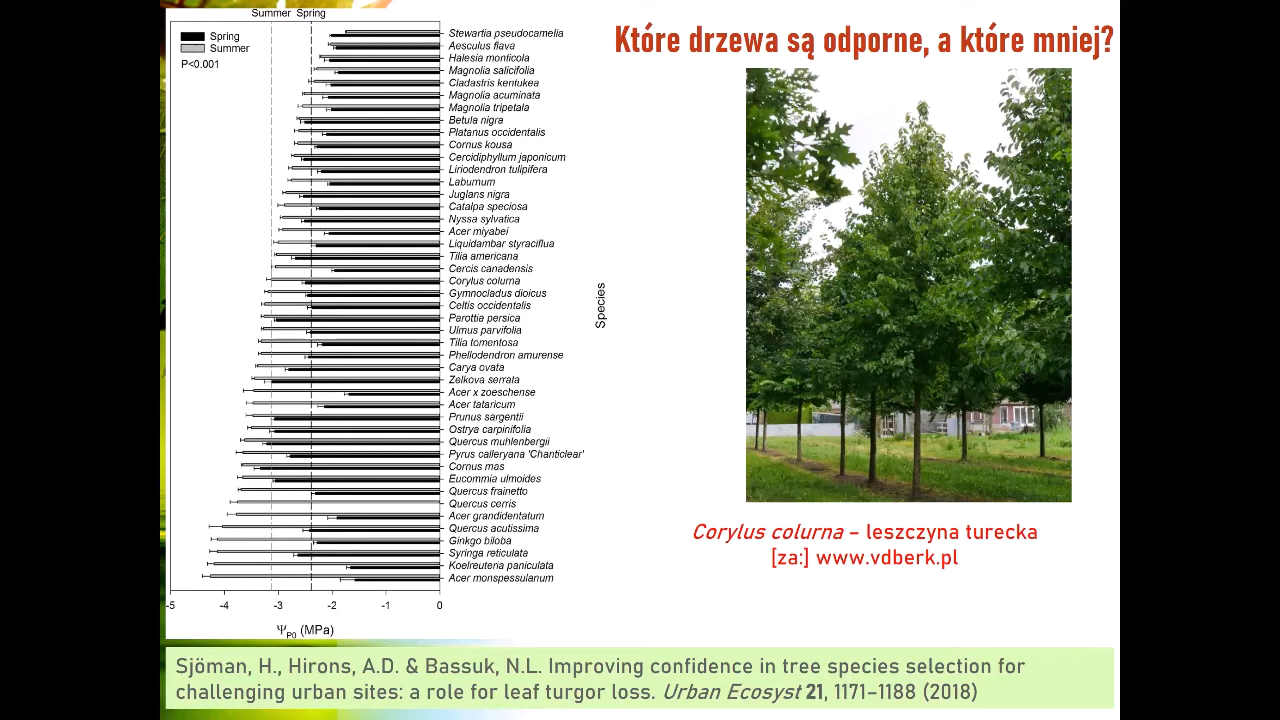 Summer Spring
Spring
Summer
P<0.001
Stewartia pseudocamelia
Aesculus flava
Halesia monticola
Magnolia salicifolia
Cladastris kentukea
Magnolia acuminata
Magnolia tripetala
Betula nigra
Platanus occidentalis
Cornus kousa
Cercidiphyllum japonicum
Liriodendron tulipifera
Laburnum
Juglans nigra
Catalpa speciosa
Nyssa sylvatica
Acer miyabei
Liquidambar styraciflua
Tilia americana
Cercis canadensis
Corylus colurna
Gymnocladus dioicus
Celtis occidentalis
Parottia persica
Ulmus parvifolia
Tilia tomentosa
Phellodendron amurense
Carya ovata
Zelkova serrata
Acer x zoeschense
Acer tataricum
Prunus sargentii
Ostrya carpinifolia
Quercus muhlenbergii
Pyrus calleryana 'Chanticlear'
Cornus mas
Eucommia ulmoides
Quercus frainetto
Quercus cerris
Acer grandidentatum
Quercus acutissima
Ginkgo biloba
Syringa reticulata
Koelreuteria paniculata
Acer monspessulanum
Species
-5 -4 -3 -2 -1 0
ΨP0 (MPa)
Które drzewa są odporne, a które mniej?
Corylus colurna – leszczyna turecka
[za:] www.vdberk.pl
Sjöman, H., Hirons, A.D. & Bassuk, N.L. Improving confidence in tree species selection for
challenging urban sites: a role for leaf turgor loss. Urban Ecosyst 21, 1171–1188 (2018)